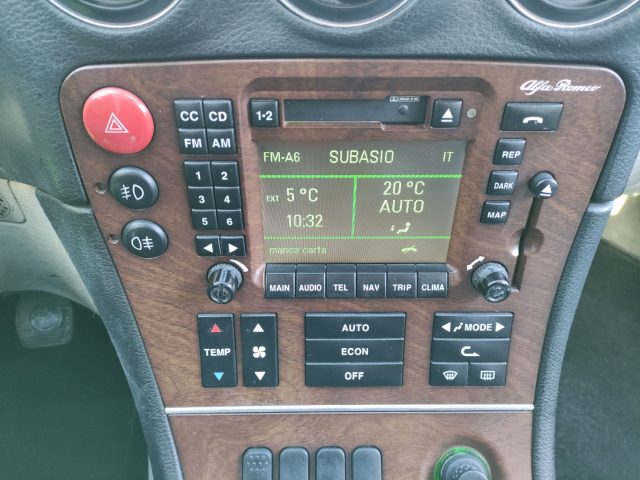 Alfa Romeo
CC CD
FM AM
1•2
1 2
3 4
5 6
FM-A6 SUBASIO IT
EXT 5 °C 20 °C
AUTO
10:32
manca carta
REP
DARK
MAP
MAIN AUDIO TEL NAV TRIP CLIMA
TEMP
AUTO
ECON
OFF
MODE